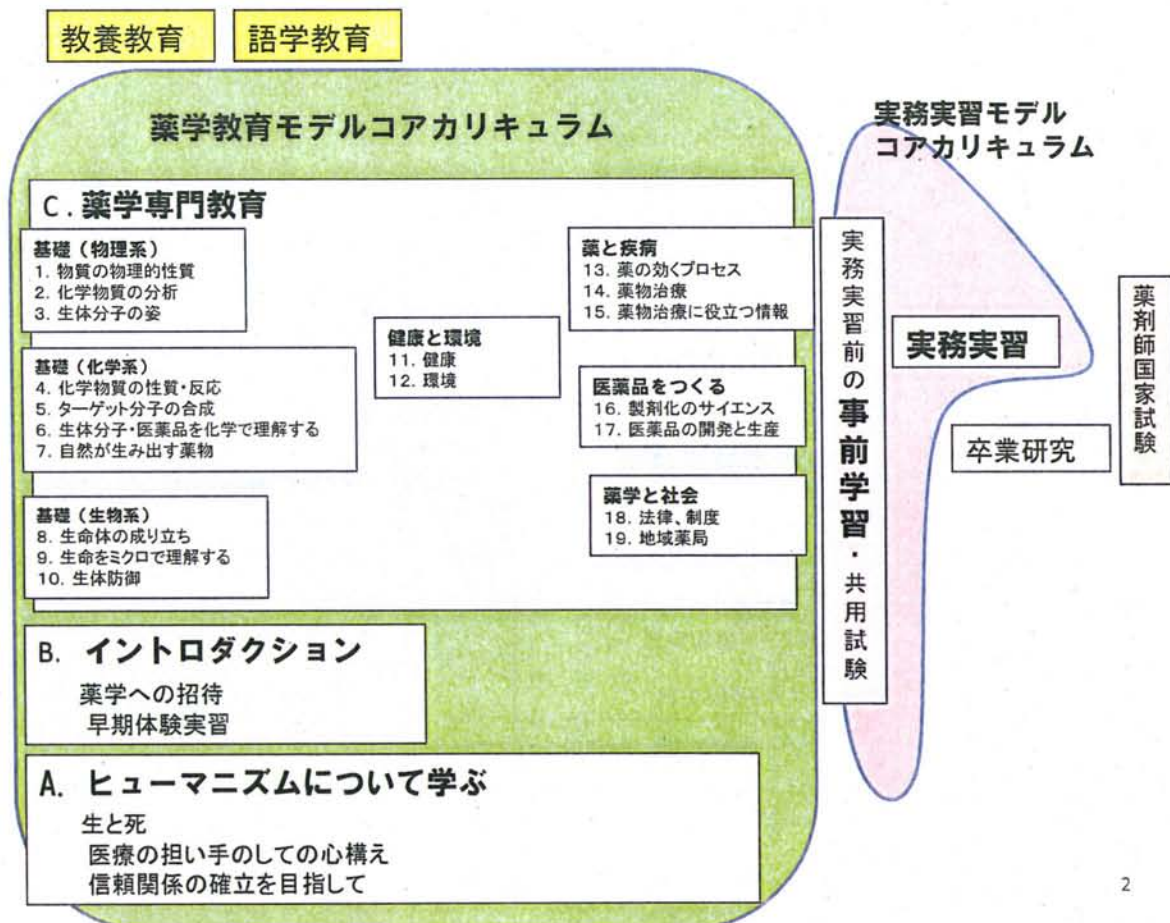 教養教育
語学教育
薬学教育モデルコアカリキュラム
C. 薬学専門教育
基礎(物理系)
1. 物質の物理的性質
2. 化学物質の分析
3. 生体分子の姿
基礎(化学系)
4. 化学物質の性質・反応
5. ターゲット分子の合成
6. 生体分子・医薬品を化学で理解する
7. 自然が生み出す薬物
基礎(生物系)
8. 生命体の成り立ち
9. 生命をミクロで理解する
10. 生体防御
健康と環境
11. 健康
12. 環境
薬と疾病
13. 薬の効くプロセス
14. 薬物治療
15. 薬物治療に役立つ情報
医薬品をつくる
16. 製剤化のサイエンス
17. 医薬品の開発と生産
薬学と社会
18. 法律、制度
19. 地域薬局
B. イントロダクション
薬学への招待
早期体験実習
A. ヒューマニズムについて学ぶ
生と死
医療の担い手のしての心構え
信頼関係の確立を目指して
実務実習モデル
コアカリキュラム
実務実習前の事前学習・共用試験
実務実習
卒業研究
薬剤師国家試験
2